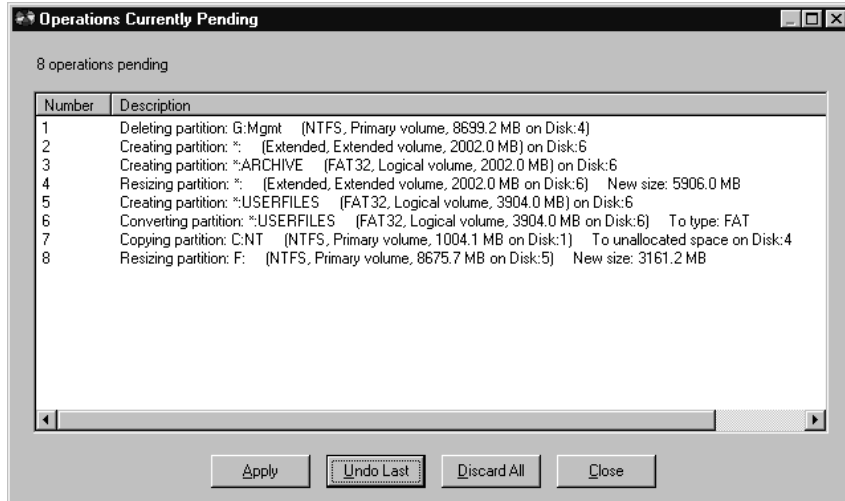 Operations Currently Pending
8 operations pending
Number Description
1 Deleting partition: G:Mgmt (NTFS, Primary volume, 8699.2 MB on Disk:4)
2 Creating partition: *: (Extended, Extended volume, 2002.0 MB) on Disk:6
3 Creating partition: *:ARCHIVE (FAT32, Logical volume, 2002.0 MB) on Disk:6
4 Resizing partition: *: (Extended, Extended volume, 2002.0 MB on Disk:6) New size: 5906.0 MB
5 Creating partition: *:USERFILES (FAT32, Logical volume, 3904.0 MB) on Disk:6
6 Converting partition: *:USERFILES (FAT32, Logical volume, 3904.0 MB on Disk:6) To type: FAT
7 Copying partition: C:NT (NTFS, Primary volume, 1004.1 MB on Disk:1) To unallocated space on Disk:4
8 Resizing partition: F: (NTFS, Primary volume, 8675.7 MB on Disk:5) New size: 3161.2 MB
Apply Undo Last Discard All Close